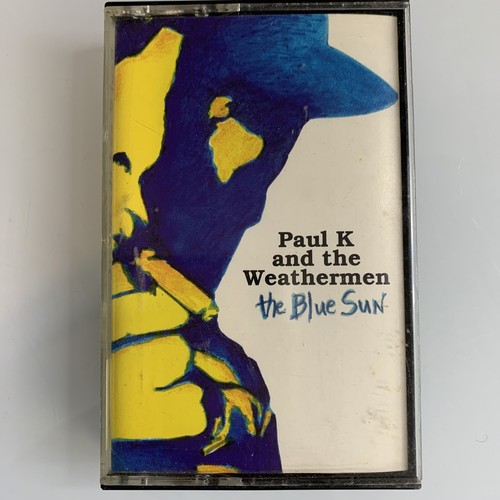 Paul K
and the
Weathermen
the Blue Sun